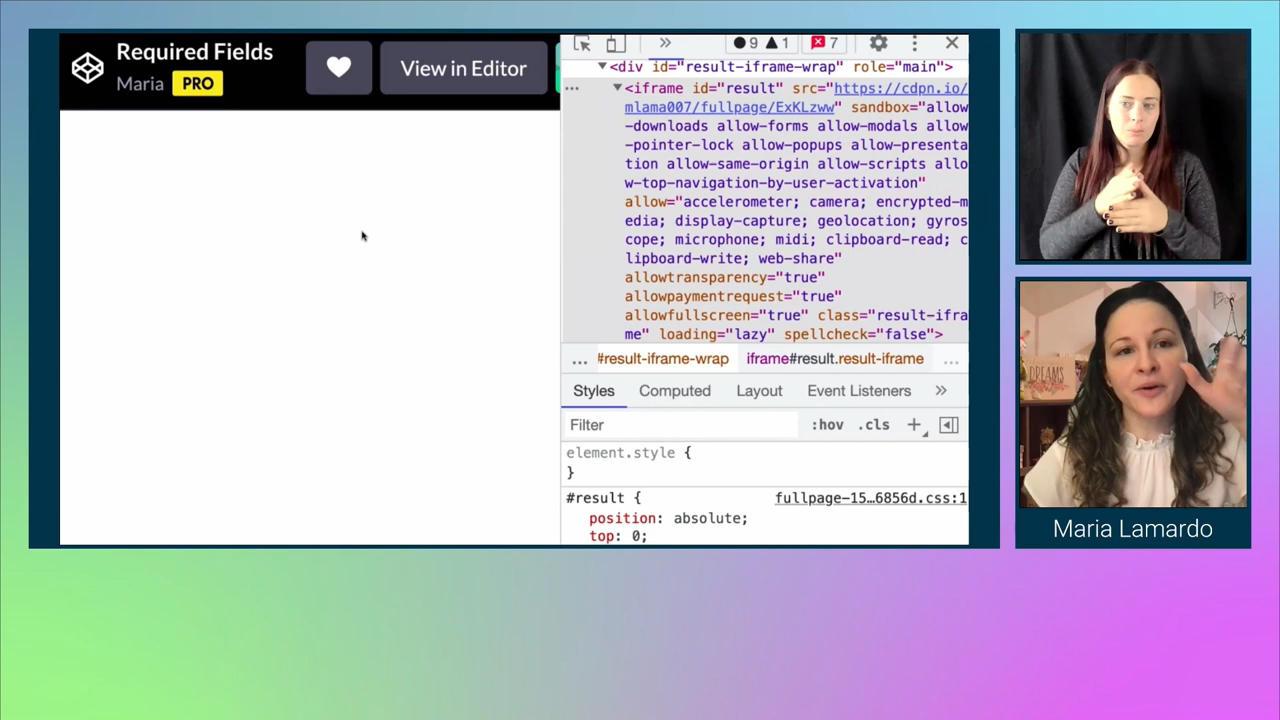 Required Fields
Maria PRO
View in Editor
9 1 7
<div id="result-iframe-wrap" role="main">
<iframe id="result" src="https://cdpn.io/
mlama007/fullpage/ExKLzww" sandbox="allow
-downloads allow-forms allow-modals allow
-pointer-lock allow-popups allow-presenta
tion allow-same-origin allow-scripts allo
w-top-navigation-by-user-activation"
allow="accelerometer; camera; encrypted-m
edia; display-capture; geolocation; gyros
cope; microphone; midi; clipboard-read; c
lipboard-write; web-share"
allowtransparency="true"
allowpaymentrequest="true"
allowfullscreen="true" class="result-ifra
me" loading="lazy" spellcheck="false">
... #result-iframe-wrap iframe#result.result-iframe ...
Styles Computed Layout Event Listeners
Filter :hov .cls
element.style {
}
#result { fullpage-15…6856d.css:1
position: absolute;
top: 0;
DREAMS
Maria Lamardo